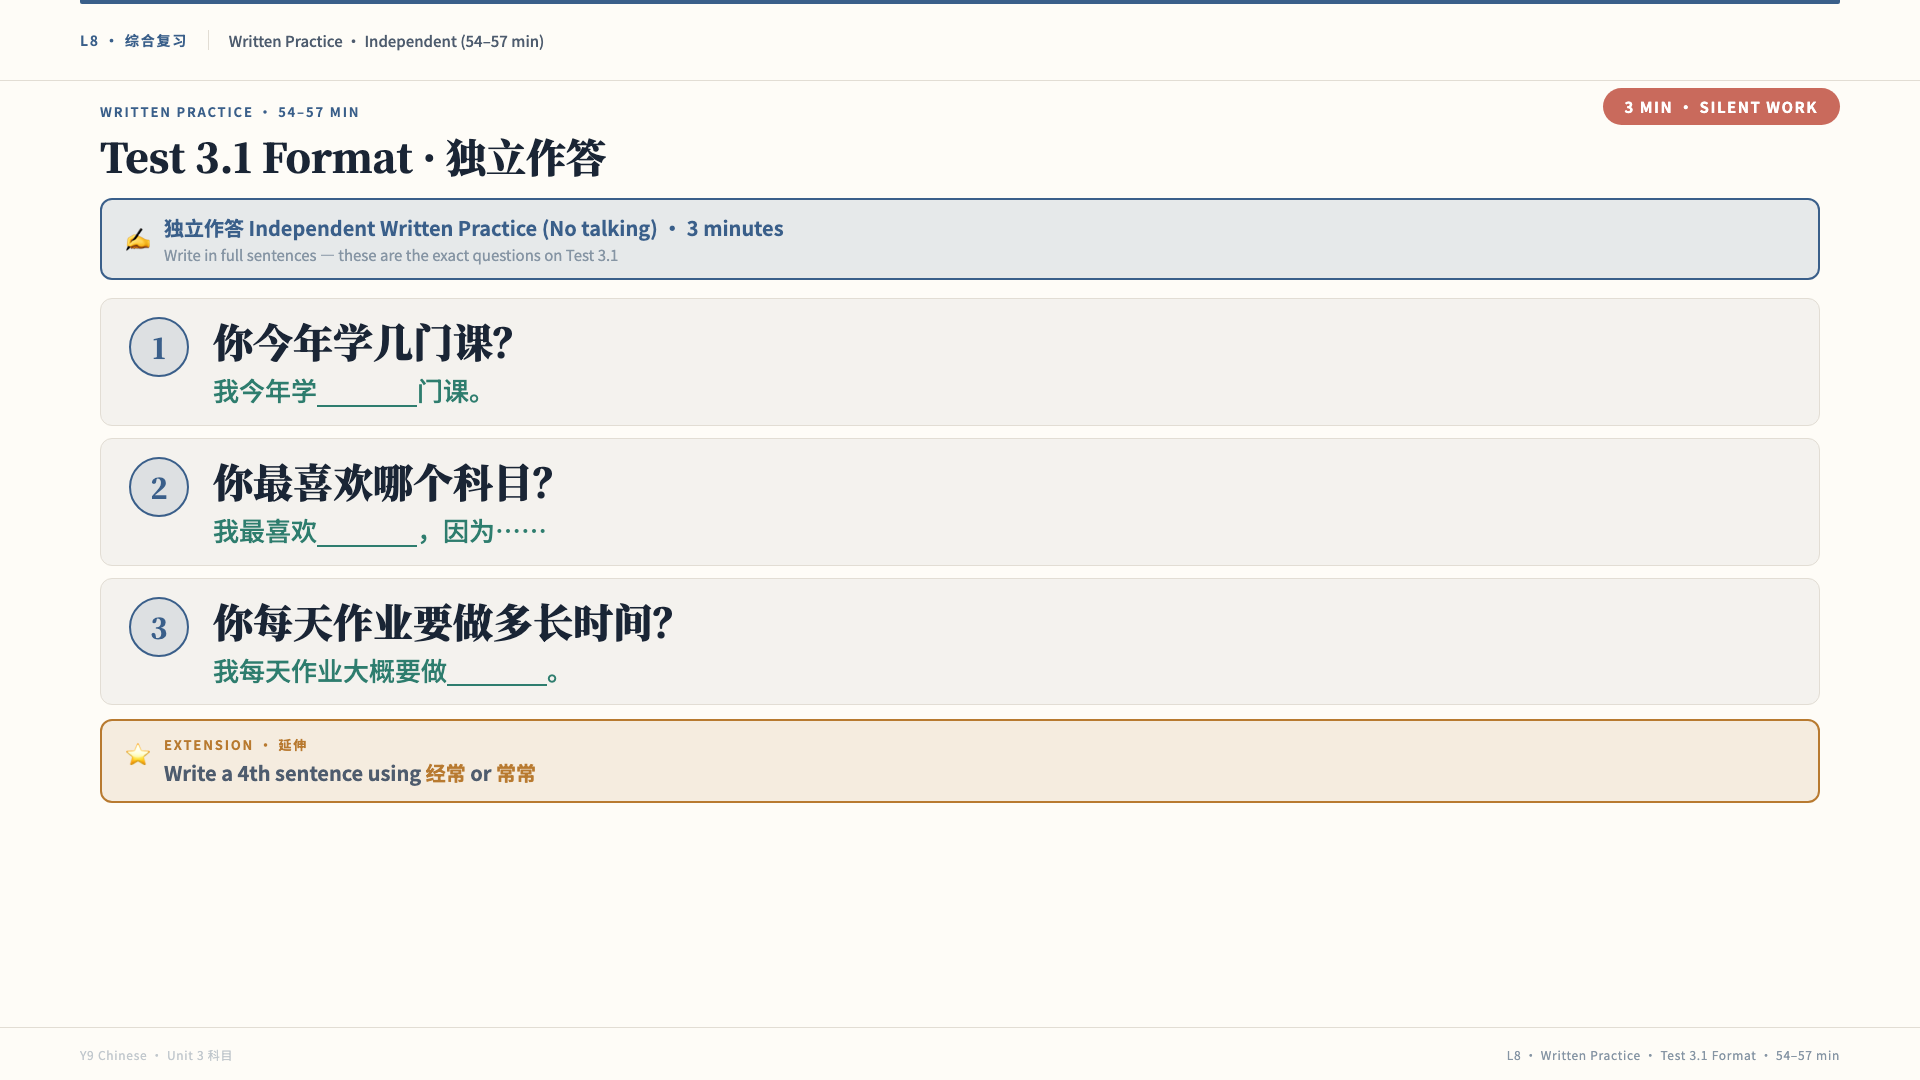 L8 • 综合复习
Written Practice • Independent (54–57 min)
WRITTEN PRACTICE • 54–57 MIN
3 MIN • SILENT WORK
Test 3.1 Format · 独立作答
独立作答 Independent Written Practice (No talking) • 3 minutes
Write in full sentences — these are the exact questions on Test 3.1
1
你今年学几门课?
我今年学________门课。
2
你最喜欢哪个科目?
我最喜欢________，因为……
3
你每天作业要做多长时间?
我每天作业大概要做________。
EXTENSION • 延伸
Write a 4th sentence using 经常 or 常常
Y9 Chinese • Unit 3 科目
L8 • Written Practice • Test 3.1 Format • 54–57 min